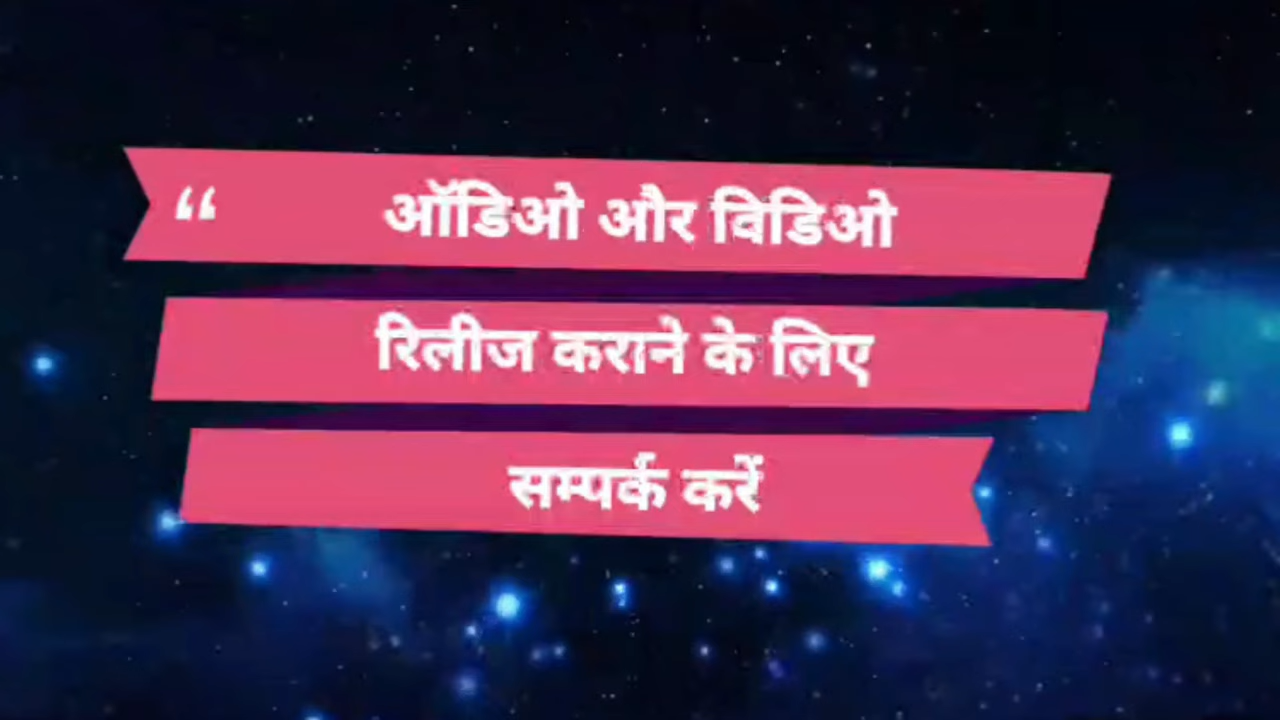 “ ऑडिओ और विडिओ
रिलीज कराने के लिए
सम्पर्क करें